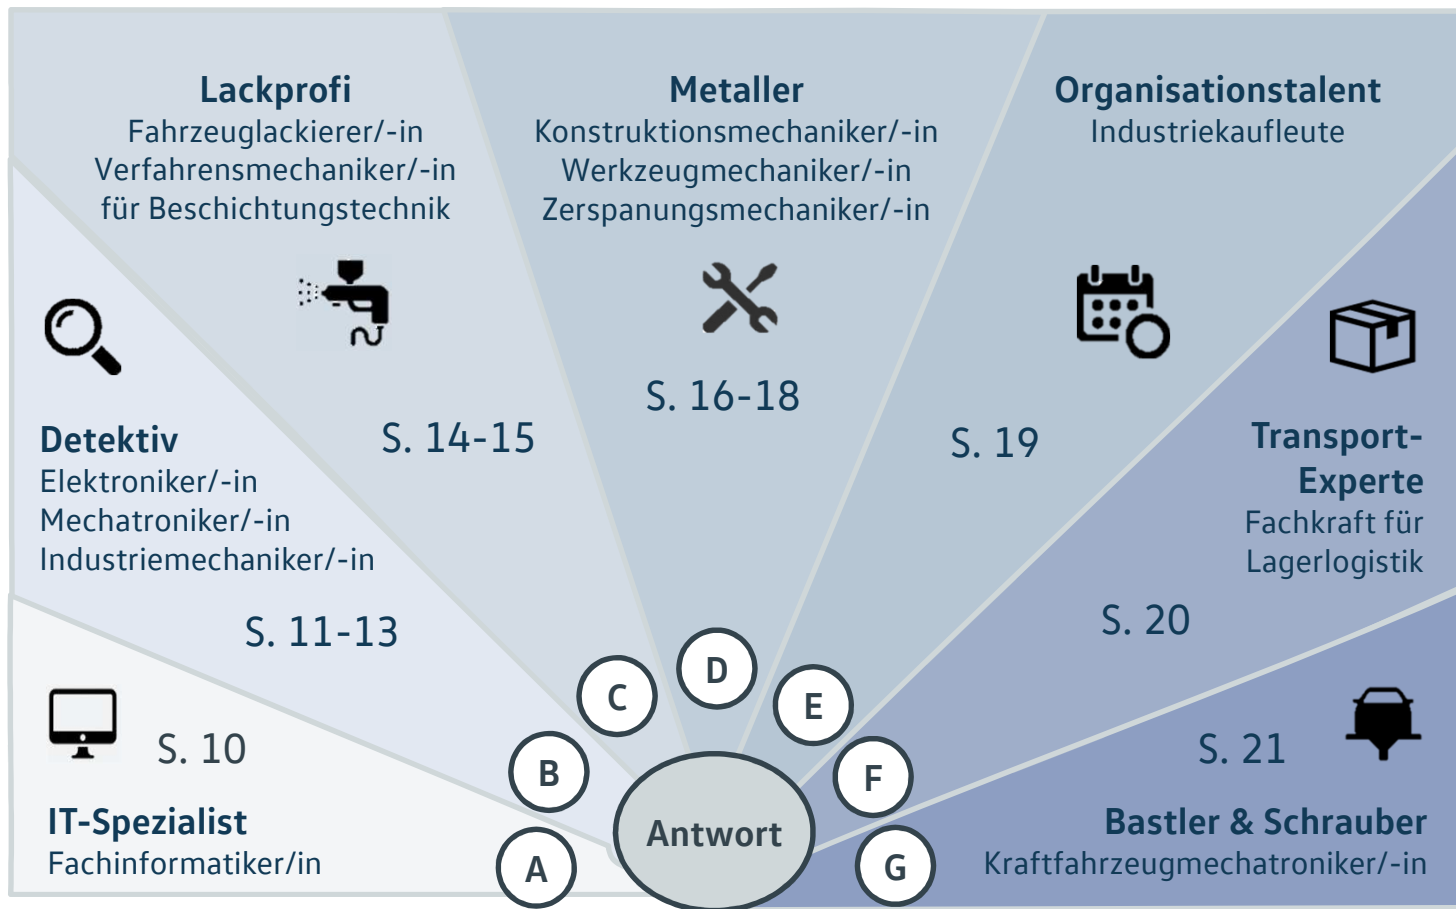 Lackprofi
Fahrzeuglackierer/-in
Verfahrensmechaniker/-in
für Beschichtungstechnik
S. 14-15
Metaller
Konstruktionsmechaniker/-in
Werkzeugmechaniker/-in
Zerspanungsmechaniker/-in
S. 16-18
Organisationstalent
Industriekaufleute
S. 19
Detektiv
Elektroniker/-in
Mechatroniker/-in
Industriemechaniker/-in
S. 11-13
Transport-
Experte
Fachkraft für
Lagerlogistik
S. 20
S. 10
IT-Spezialist
Fachinformatiker/in
S. 21
Bastler & Schrauber
Kraftfahrzeugmechatroniker/-in
A
B
C
D
E
F
G
Antwort